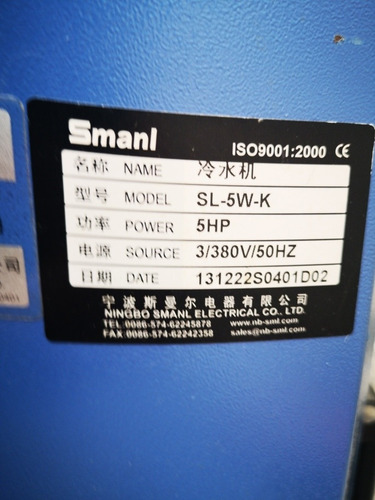 Smanl ISO9001:2000 CE
名称 NAME 冷水机
型号 MODEL SL-5W-K
功率 POWER 5HP
电源 SOURCE 3/380V/50HZ
日期 DATE 131222S0401D02
宁波斯曼尔电器有限公司
NINGBO SMANL ELECTRICAL CO., LTD.
TEL:0086-574-62245878 www.nb-sml.com
FAX:0086-574-62242358 sales@nb-sml.com
公司